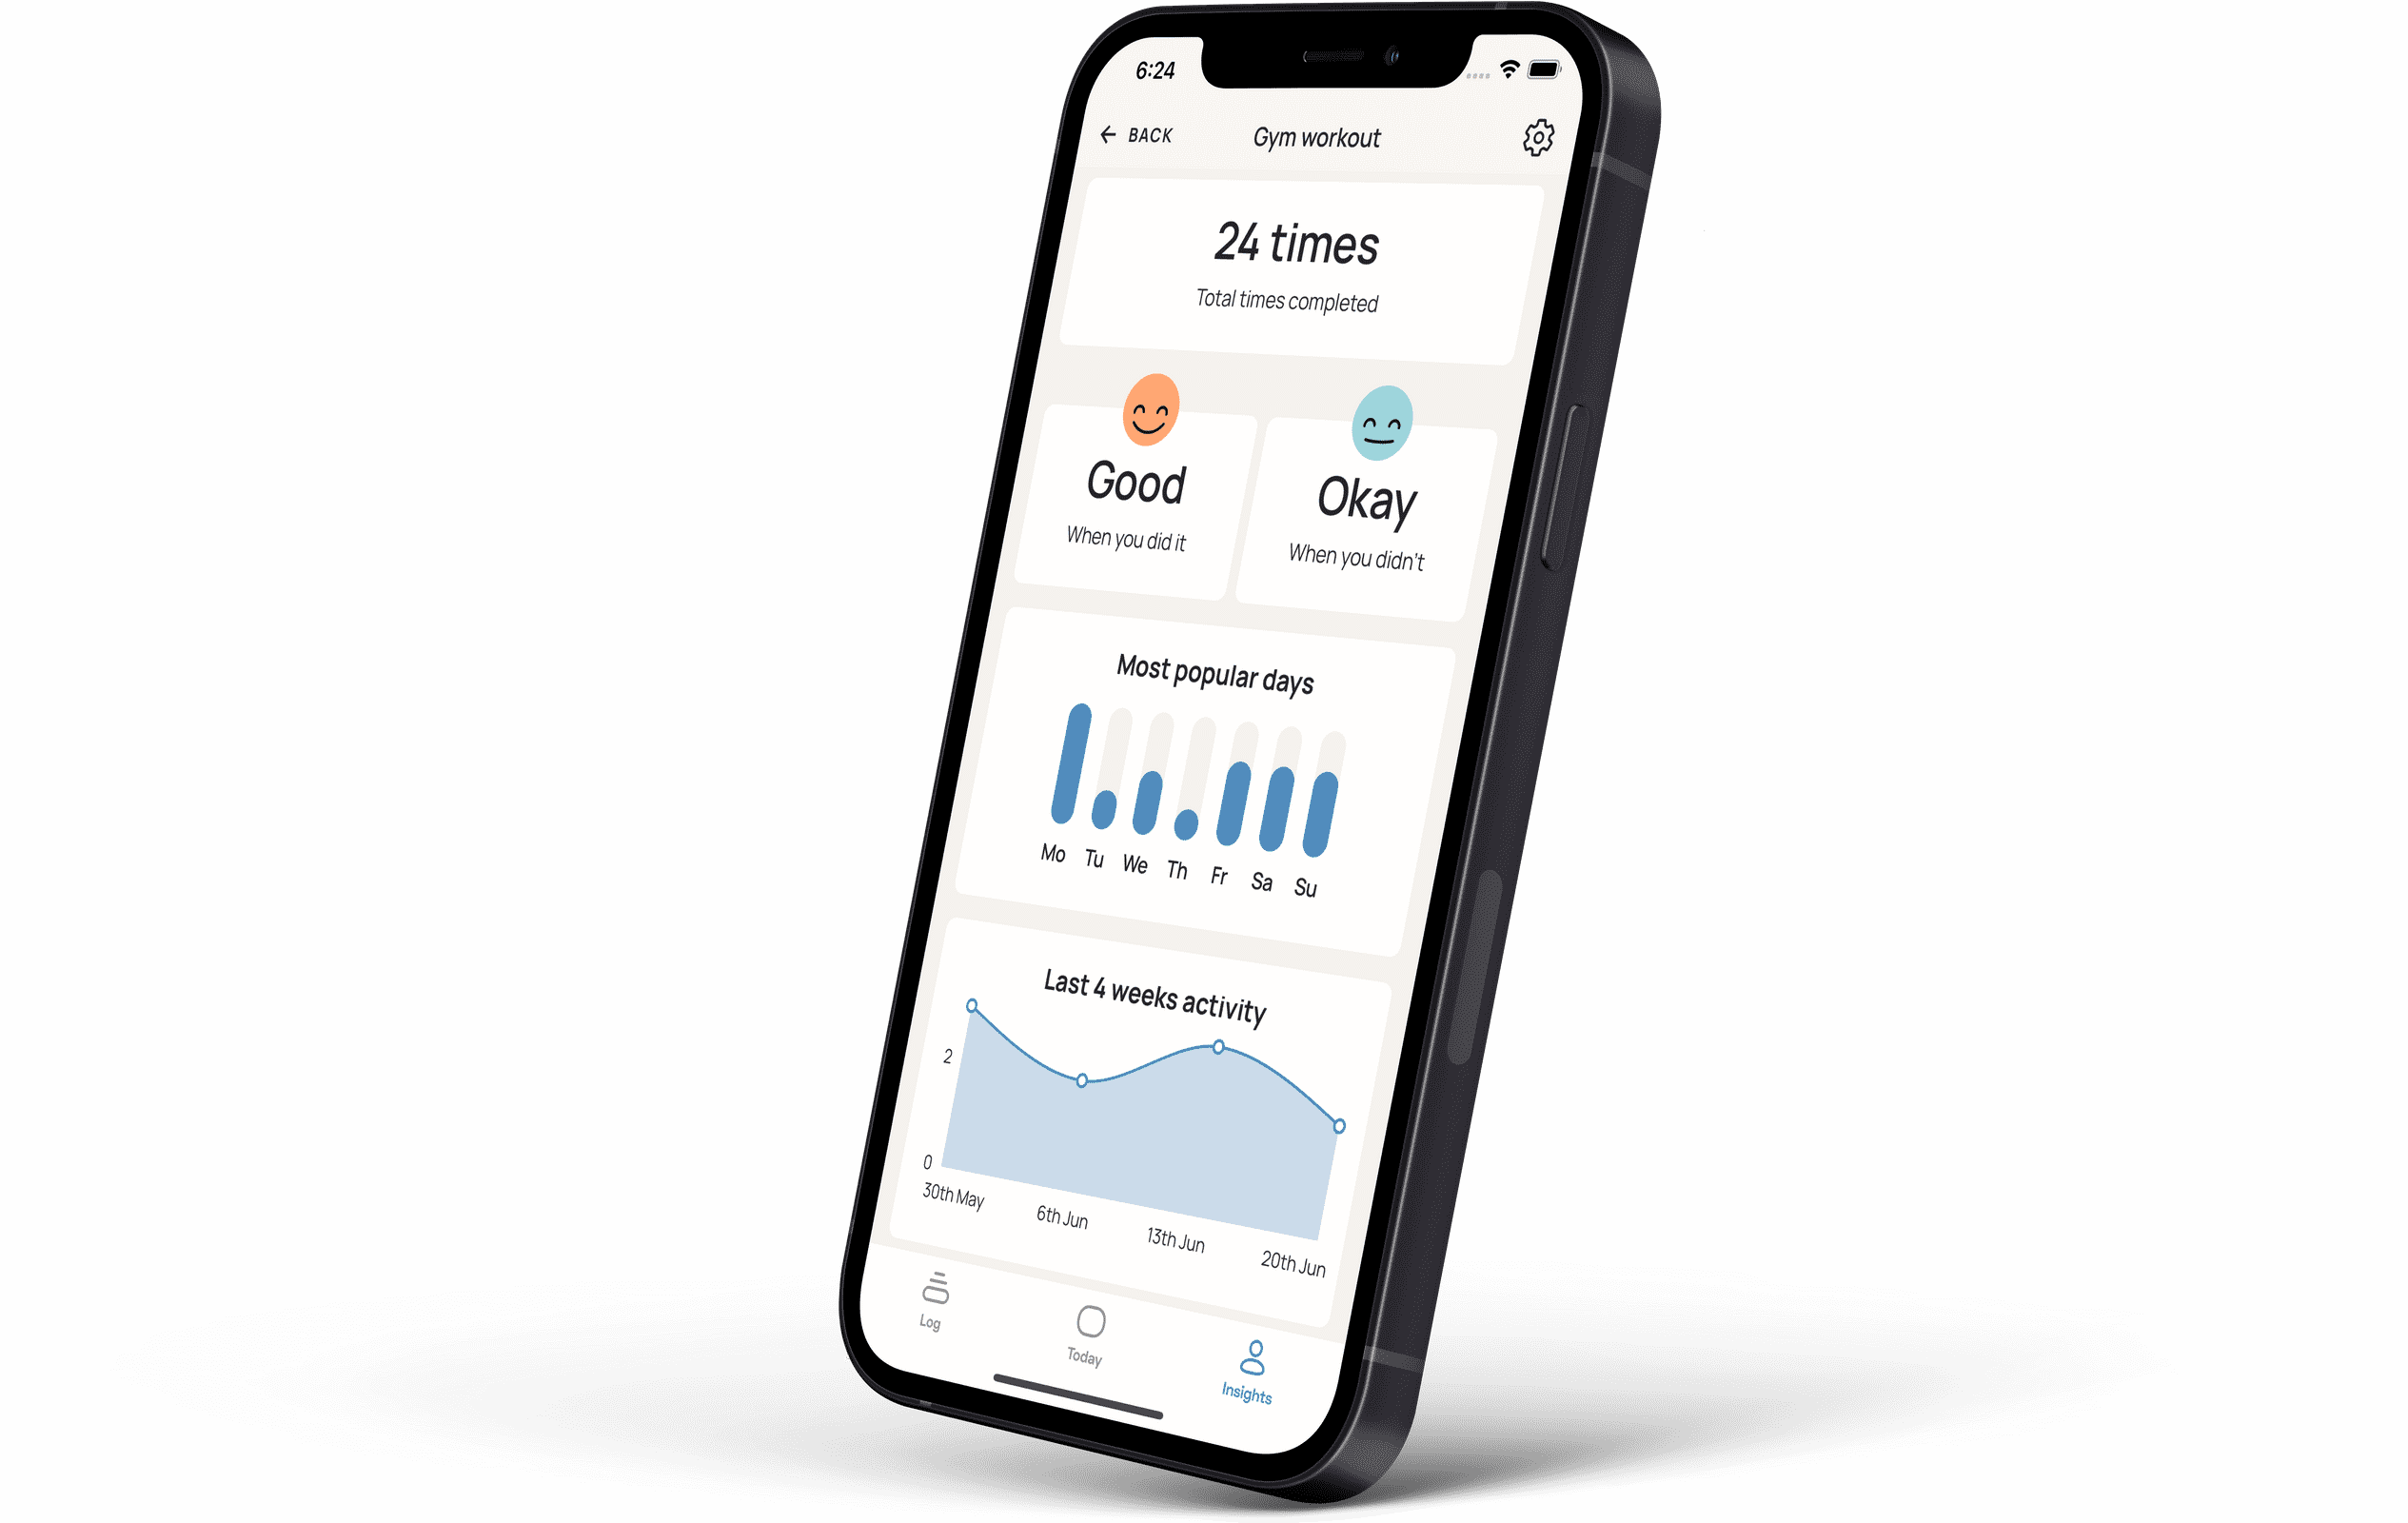 6:24
BACK
Gym workout
24 times
Total times completed
Good
When you did it
Okay
When you didn't
Most popular days
Mo Tu We Th Fr Sa Su
Last 4 weeks activity
2
0
30th May 6th Jun 13th Jun 20th Jun
Log
Today
Insights